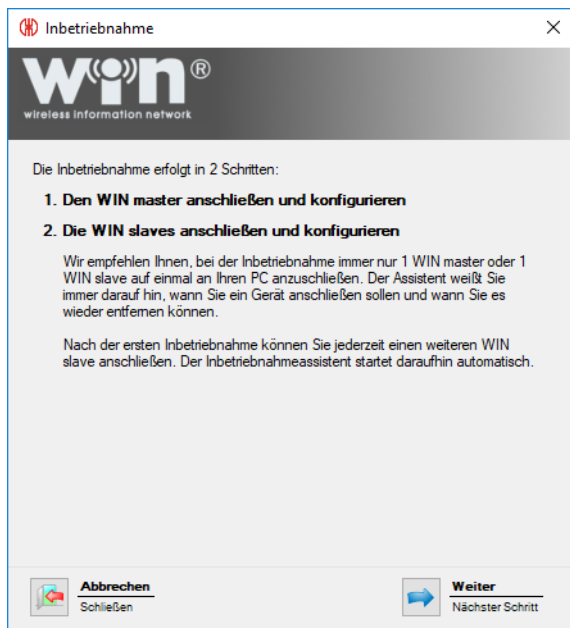 Inbetriebnahme
WIN®
wireless information network
Die Inbetriebnahme erfolgt in 2 Schritten:
1. Den WIN master anschließen und konfigurieren
2. Die WIN slaves anschließen und konfigurieren
Wir empfehlen Ihnen, bei der Inbetriebnahme immer nur 1 WIN master oder 1
WIN slave auf einmal an Ihren PC anzuschließen. Der Assistent weißt Sie
immer darauf hin, wann Sie ein Gerät anschließen sollen und wann Sie es
wieder entfernen können.
Nach der ersten Inbetriebnahme können Sie jederzeit einen weiteren WIN
slave anschließen. Der Inbetriebnahmeassistent startet daraufhin automatisch.
Abbrechen
Schließen
Weiter
Nächster Schritt